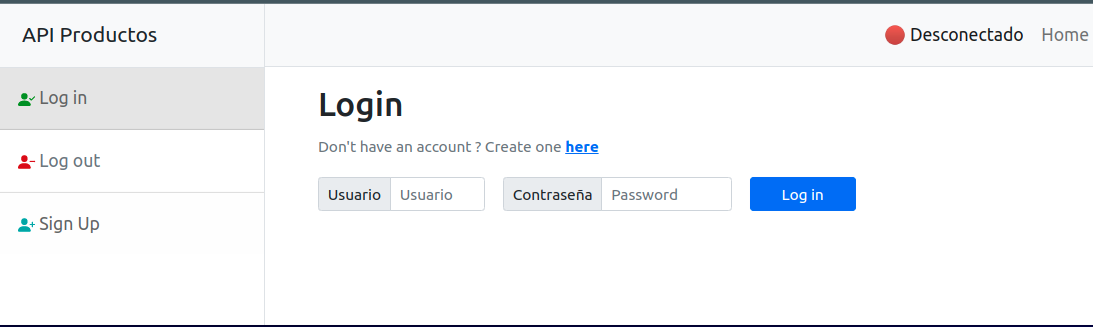 API Productos
Desconectado Home
Log in
Log out
Sign Up
Login
Don't have an account ? Create one here
Usuario Usuario Contraseña Password Log in